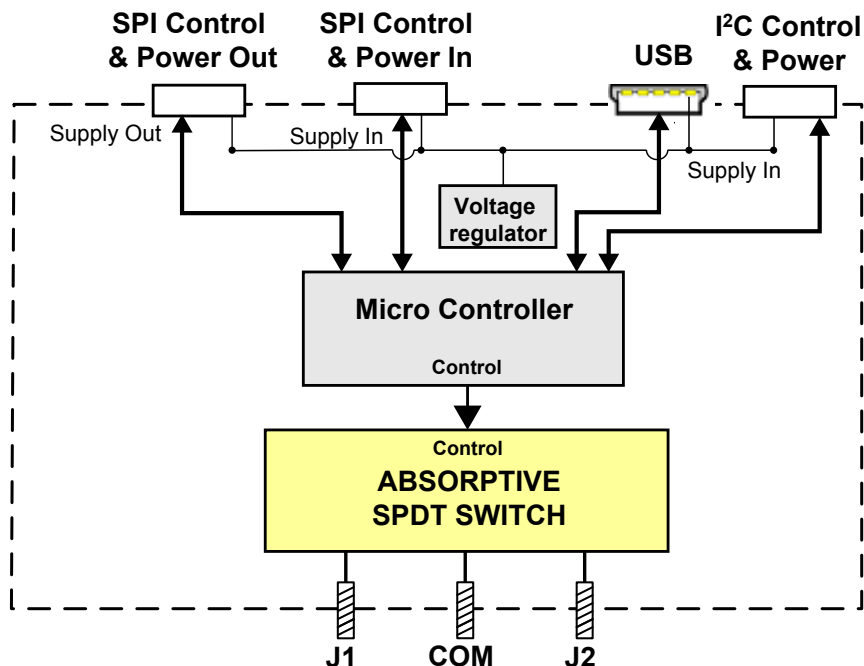 SPI Control
& Power Out
SPI Control
& Power In
USB
I²C Control
& Power
Supply Out
Supply In
Supply In
Voltage
regulator
Micro Controller
Control
Control
ABSORPTIVE
SPDT SWITCH
J1
COM
J2